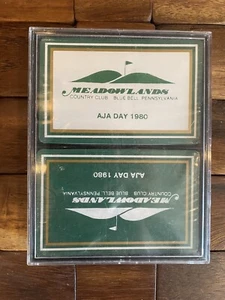 MEADOWLANDS
COUNTRY CLUB BLUE BELL PENNSYLVANIA
AJA DAY 1980
AJA DAY 1980
COUNTRY CLUB BLUE BELL PENNSYLVANIA
MEADOWLANDS